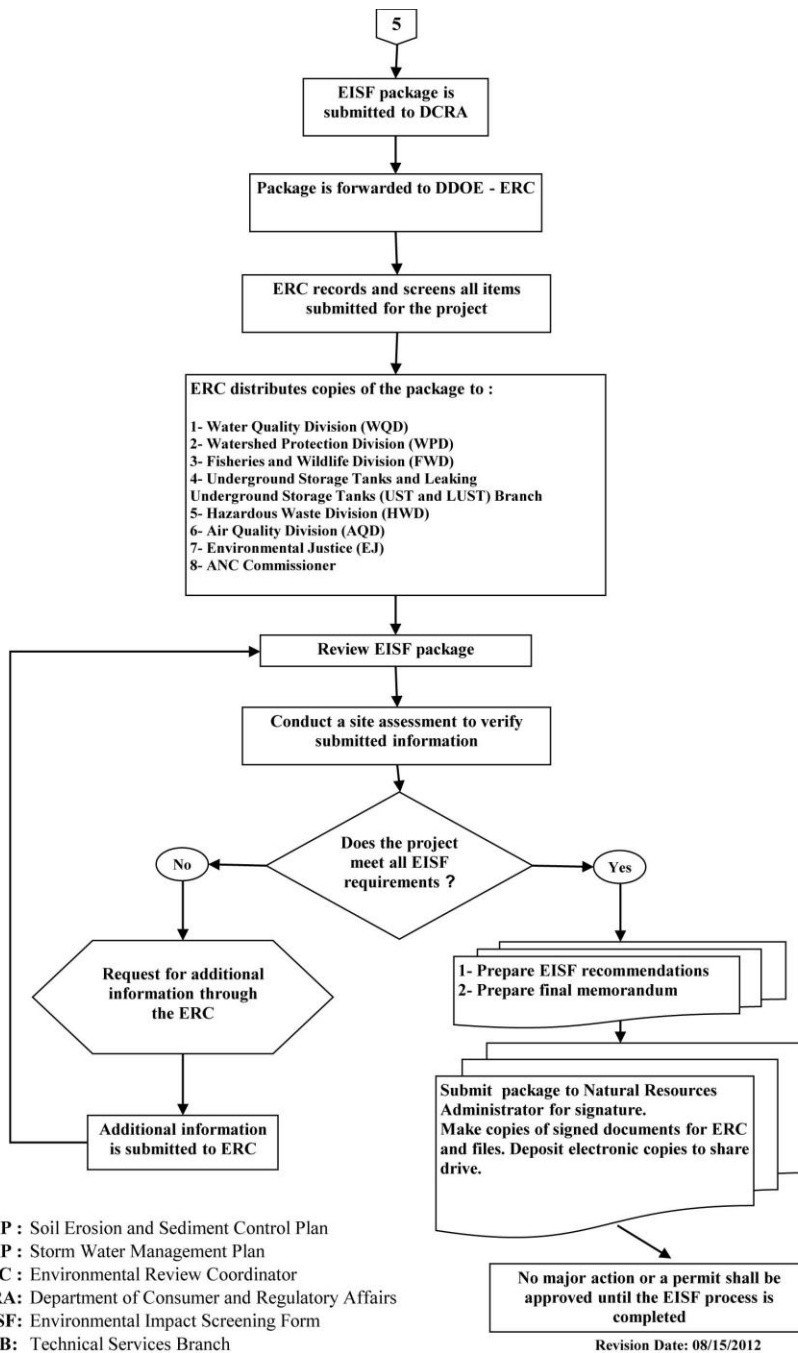 5
EISF package is
submitted to DCRA
Package is forwarded to DDOE - ERC
ERC records and screens all items
submitted for the project
ERC distributes copies of the package to :
1- Water Quality Division (WQD)
2- Watershed Protection Division (WPD)
3- Fisheries and Wildlife Division (FWD)
4- Underground Storage Tanks and Leaking
Underground Storage Tanks (UST and LUST) Branch
5- Hazardous Waste Division (HWD)
6- Air Quality Division (AQD)
7- Environmental Justice (EJ)
8- ANC Commissioner
Review EISF package
Conduct a site assessment to verify
submitted information
Does the project
meet all EISF
requirements ?
No
Yes
Request for additional
information through
the ERC
1- Prepare EISF recommendations
2- Prepare final memorandum
Additional information
is submitted to ERC
Submit package to Natural Resources
Administrator for signature.
Make copies of signed documents for ERC
and files. Deposit electronic copies to share
drive.
No major action or a permit shall be
approved until the EISF process is
completed
P : Soil Erosion and Sediment Control Plan
P : Storm Water Management Plan
C : Environmental Review Coordinator
RA: Department of Consumer and Regulatory Affairs
SF: Environmental Impact Screening Form
B: Technical Services Branch
Revision Date: 08/15/2012